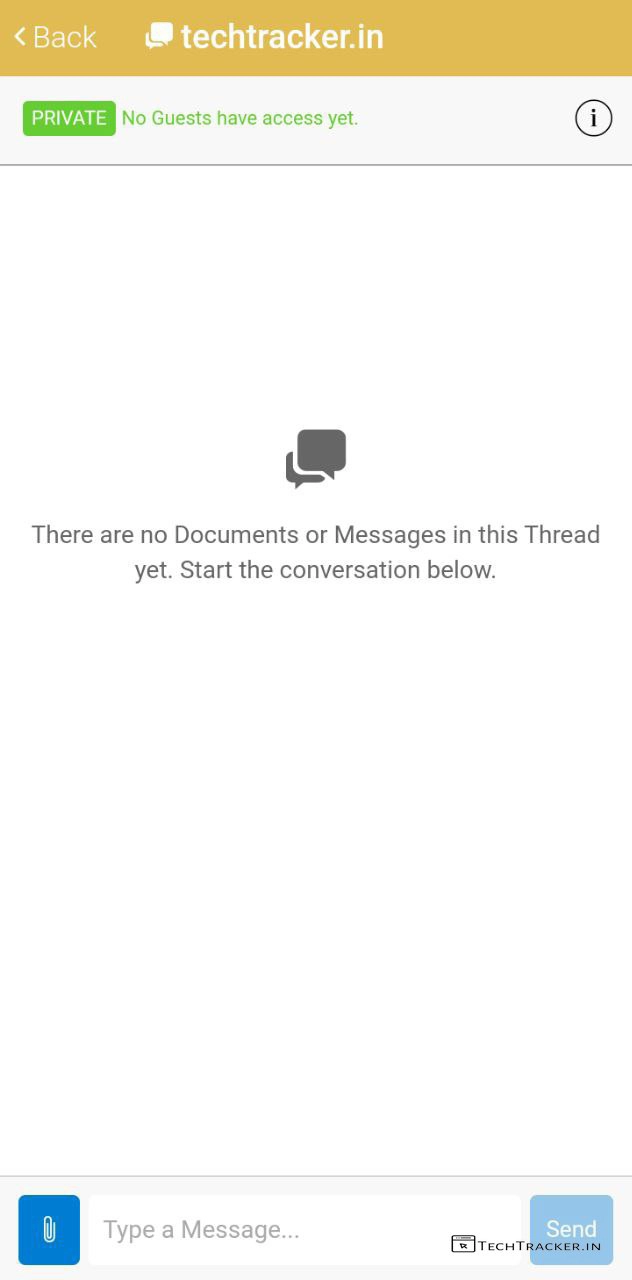 Back techtracker.in
PRIVATE No Guests have access yet.
There are no Documents or Messages in this Thread
yet. Start the conversation below.
Type a Message... Send
TECHTRACKER.IN